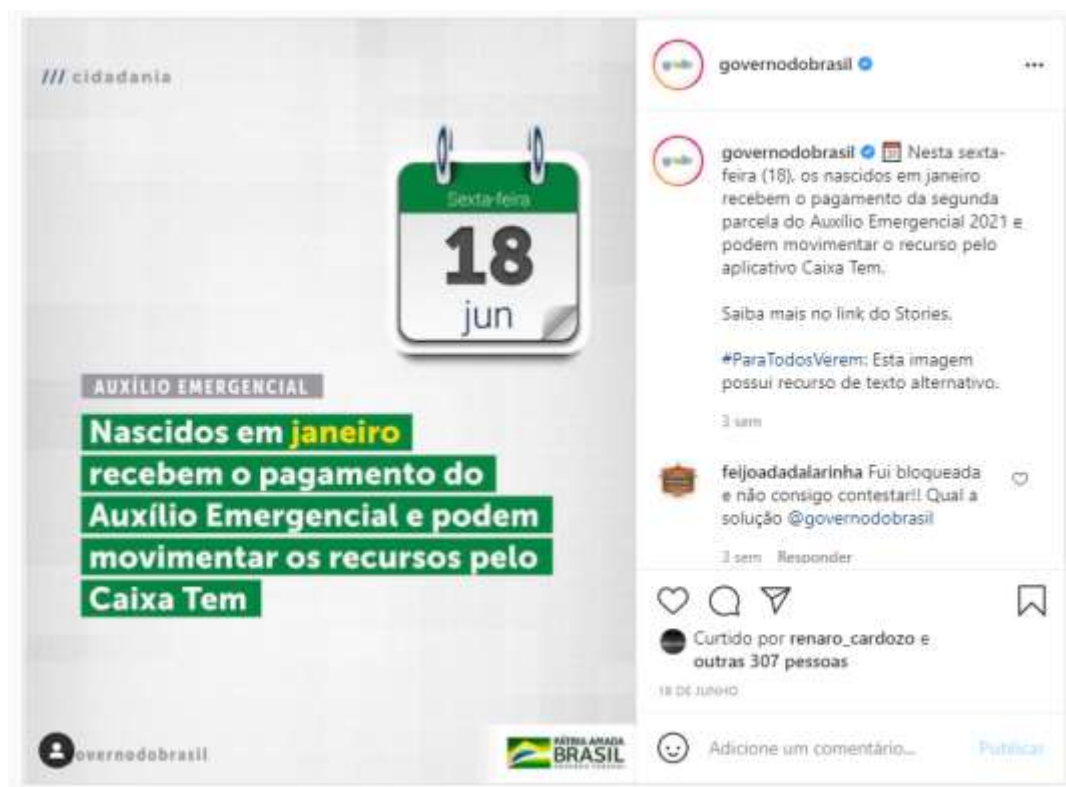 /// cidadania
Sexta-feira
18
jun
AUXÍLIO EMERGENCIAL
Nascidos em janeiro
recebem o pagamento do
Auxílio Emergencial e podem
movimentar os recursos pelo
Caixa Tem
overnodobrasil
PÁTRIA AMADA
BRASIL
GOVERNO FEDERAL
governodobrasil
governodobrasil Nesta sexta-
feira (18), os nascidos em janeiro
recebem o pagamento da segunda
parcela do Auxílio Emergencial 2021 e
podem movimentar o recurso pelo
aplicativo Caixa Tem.
Saiba mais no link do Stories.
#ParaTodosVerem: Esta imagem
possui recurso de texto alternativo.
3 sem
feijoadadalarinha Fui bloqueada
e não consigo contestar!! Qual a
solução @governodobrasil
3 sem Responder
Curtido por renaro_cardozo e
outras 307 pessoas
18 DE JUNHO
Adicione um comentário...
Publicar